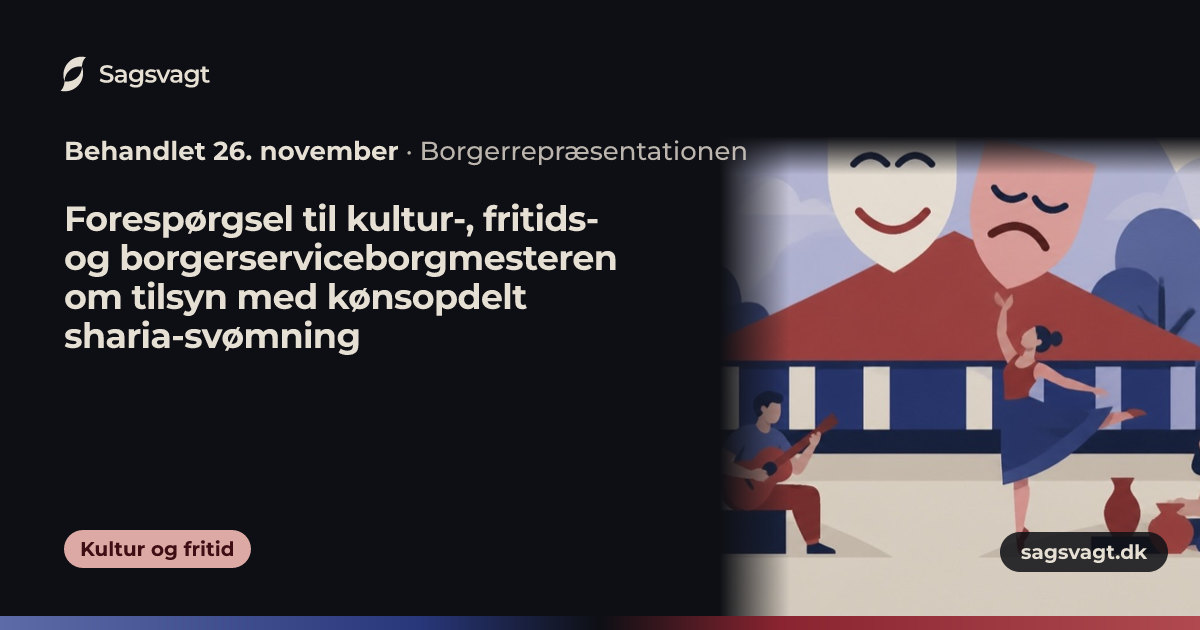 Sagsvagt
Behandlet 26. november · Borgerrepræsentationen
Forespørgsel til kultur-, fritids-
og borgerserviceborgmesteren
om tilsyn med kønsopdelt
sharia-svømning
Kultur og fritid
sagsvagt.dk